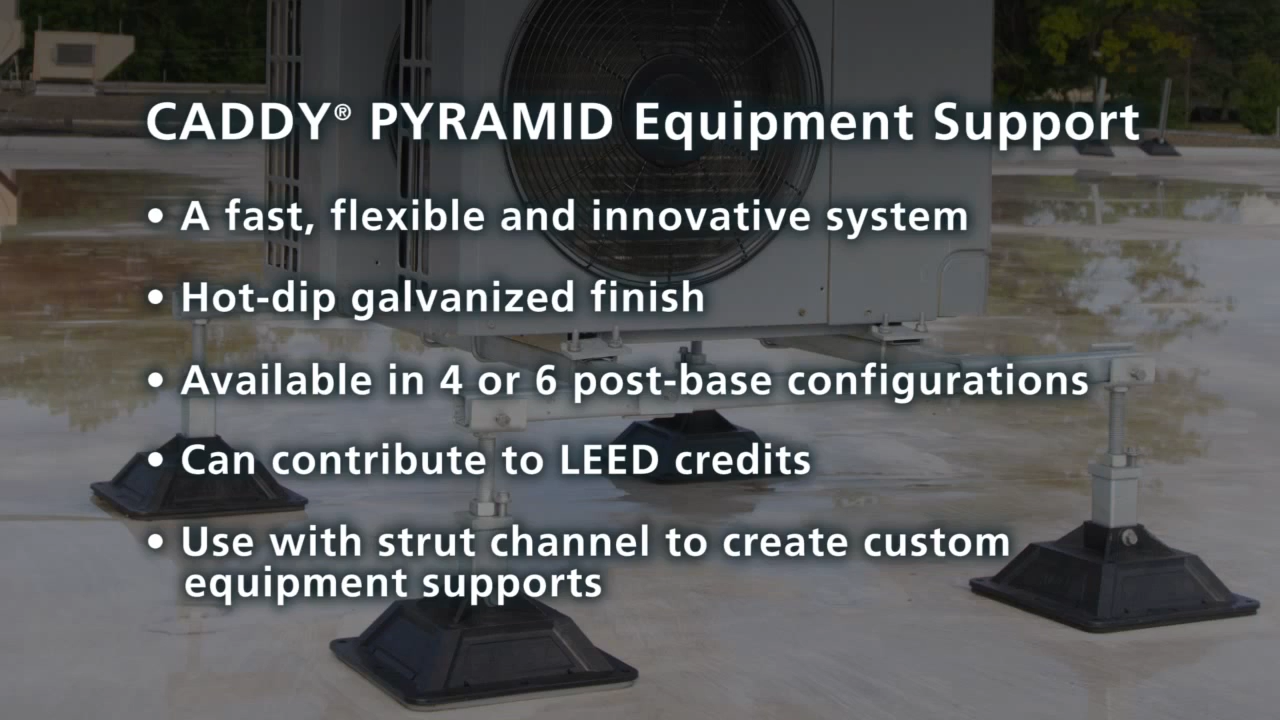 CADDY® PYRAMID Equipment Support
• A fast, flexible and innovative system
• Hot-dip galvanized finish
• Available in 4 or 6 post-base configurations
• Can contribute to LEED credits
• Use with strut channel to create custom
equipment supports